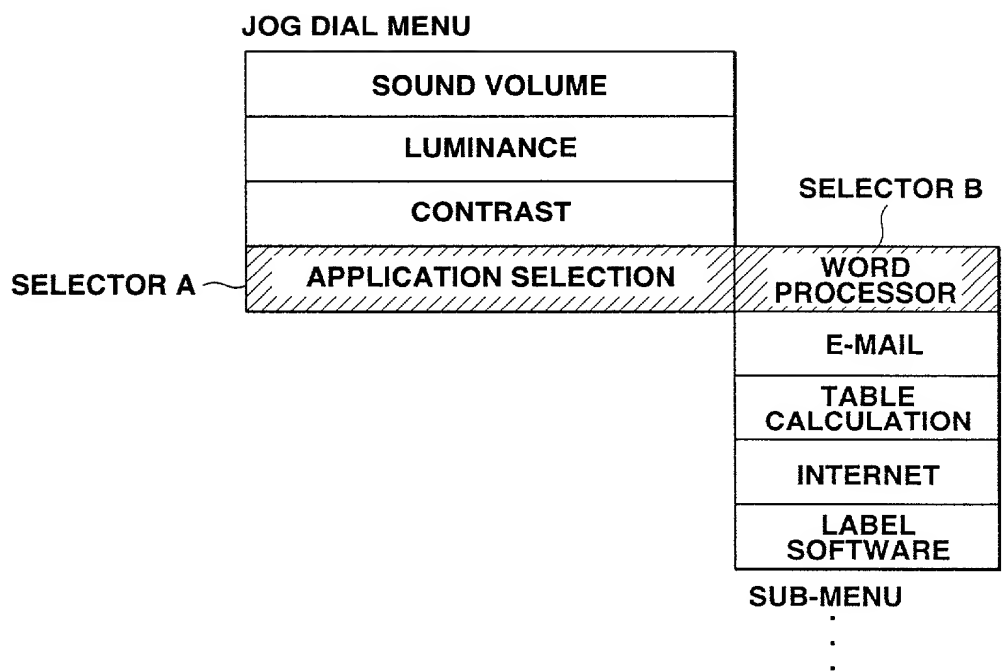 JOG DIAL MENU
SOUND VOLUME
LUMINANCE
CONTRAST
SELECTOR B
SELECTOR A
APPLICATION SELECTION
WORD
PROCESSOR
E-MAIL
TABLE
CALCULATION
INTERNET
LABEL
SOFTWARE
SUB-MENU